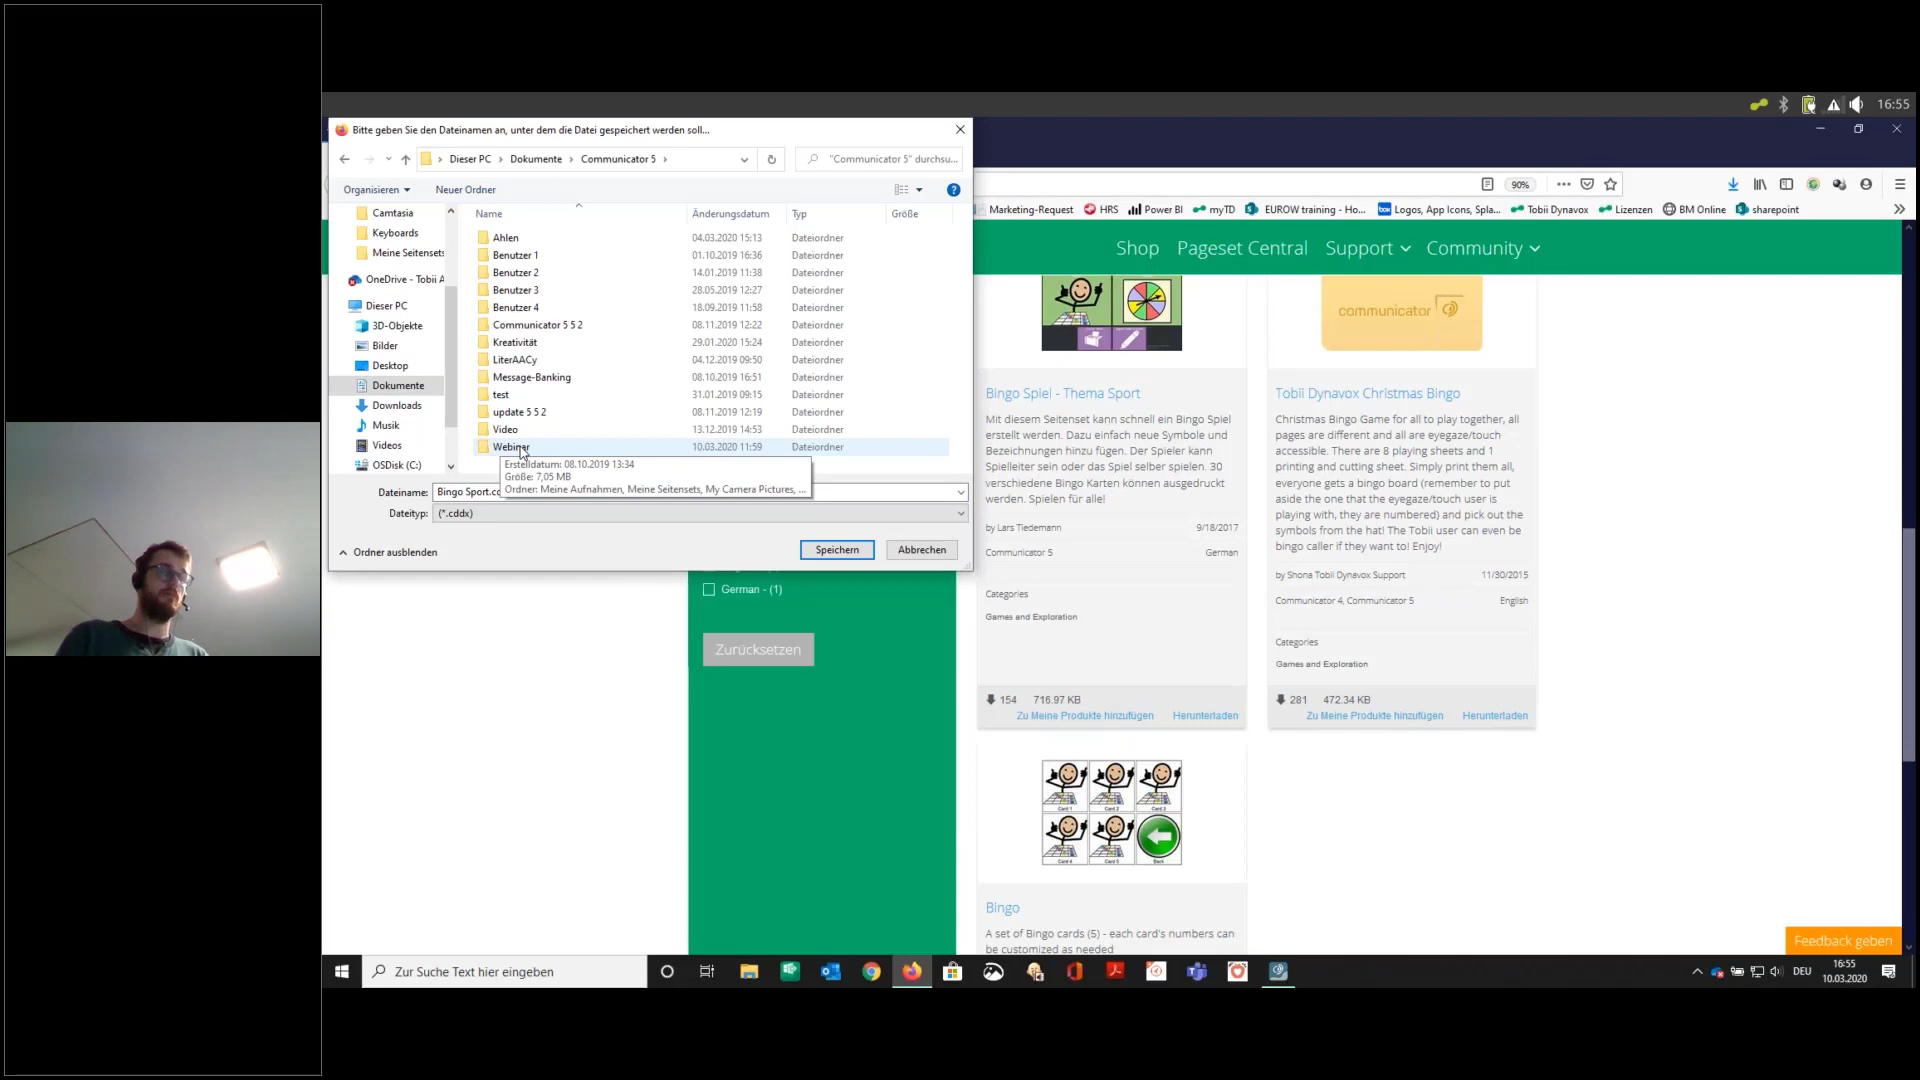 16:55
Bitte geben Sie den Dateinamen an, unter dem die Datei gespeichert werden soll...
Dieser PC
Dokumente
Communicator 5
"Communicator 5" durchsu...
90%
Organisieren
Neuer Ordner
Marketing-Request
HRS
Power BI
myTD
EUROW training - Ho...
Logos, App Icons, Spla...
Tobii Dynavox
Lizenzen
BM Online
sharepoint
Camtasia
Keyboards
Meine Seitensets
OneDrive - Tobii A
Dieser PC
3D-Objekte
Bilder
Desktop
Dokumente
Downloads
Musik
Videos
OSDisk (C:)
Name Änderungsdatum Typ Größe
Ahlen 04.03.2020 15:13 Dateiordner
Benutzer 1 01.10.2019 16:36 Dateiordner
Benutzer 2 14.01.2019 11:38 Dateiordner
Benutzer 3 28.05.2019 12:27 Dateiordner
Benutzer 4 18.09.2019 11:58 Dateiordner
Communicator 5 5 2 08.11.2019 12:22 Dateiordner
Kreativität 29.01.2020 15:24 Dateiordner
LiterAACy 04.12.2019 09:50 Dateiordner
Message-Banking 08.10.2019 16:51 Dateiordner
test 31.01.2019 09:15 Dateiordner
update 5 5 2 08.11.2019 12:19 Dateiordner
Video 13.12.2019 14:53 Dateiordner
Webinar 10.03.2020 11:59 Dateiordner
Erstelldatum: 08.10.2019 13:34
Größe: 7,05 MB
Ordner: Meine Aufnahmen, Meine Seitensets, My Camera Pictures, ...
Dateiname: Bingo Sport.cd
Dateityp: (*.cddx)
Ordner ausblenden
Speichern
Abbrechen
Shop
Pageset Central
Support
Community
German - (1)
Zurücksetzen
Bingo Spiel - Thema Sport
Mit diesem Seitenset kann schnell ein Bingo Spiel
erstellt werden. Dazu einfach neue Symbole und
Bezeichnungen hinzu fügen. Der Spieler kann
Spielleiter sein oder das Spiel selber spielen. 30
verschiedene Bingo Karten können ausgedruckt
werden. Spielen für alle!
by Lars Tiedemann 9/18/2017
Communicator 5 German
Categories
Games and Exploration
154 716.97 KB
Zu Meine Produkte hinzufügen Herunterladen
communicator
Tobii Dynavox Christmas Bingo
Christmas Bingo Game for all to play together, all
pages are different and all are eyegaze/touch
accessible. There are 8 playing sheets and 1
printing and cutting sheet. Simply print them all,
everyone gets a bingo board (remember to put
aside the one that the eyegaze/touch user is
playing with, they are numbered) and pick out the
symbols from the hat! The Tobii user can even be
bingo caller if they want to! Enjoy!
by Shona Tobii Dynavox Support 11/30/2015
Communicator 4, Communicator 5 English
Categories
Games and Exploration
281 472.34 KB
Zu Meine Produkte hinzufügen Herunterladen
Card 1 Card 2 Card 3
Card 4 Card 5 Back
Bingo
A set of Bingo cards (5) - each card's numbers can
be customized as needed
Feedback geben
Zur Suche Text hier eingeben
DEU
16:55
10.03.2020